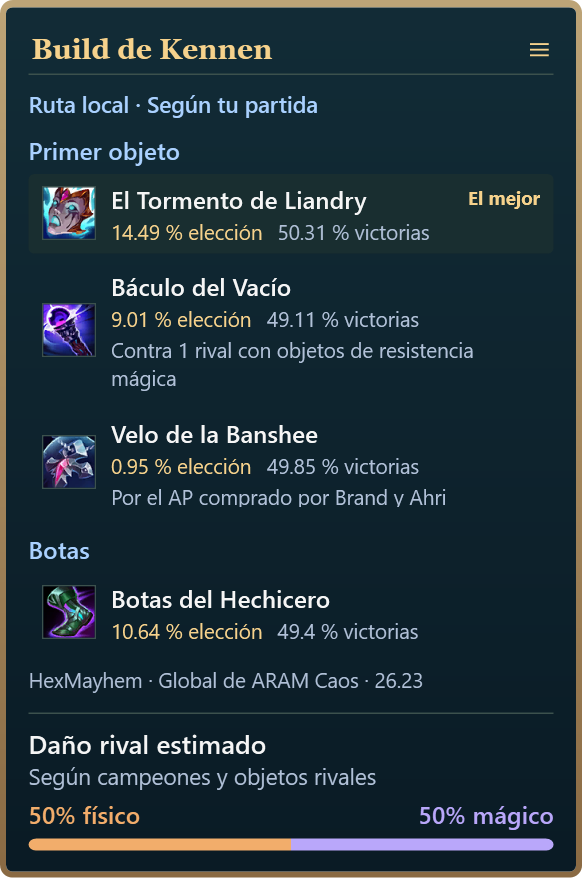 Build de Kennen
Ruta local · Según tu partida
Primer objeto
El Tormento de Liandry
El mejor
14.49 % elección 50.31 % victorias
Báculo del Vacío
9.01 % elección 49.11 % victorias
Contra 1 rival con objetos de resistencia
mágica
Velo de la Banshee
0.95 % elección 49.85 % victorias
Por el AP comprado por Brand y Ahri
Botas
Botas del Hechicero
10.64 % elección 49.4 % victorias
HexMayhem · Global de ARAM Caos · 26.23
Daño rival estimado
Según campeones y objetos rivales
50% físico 50% mágico